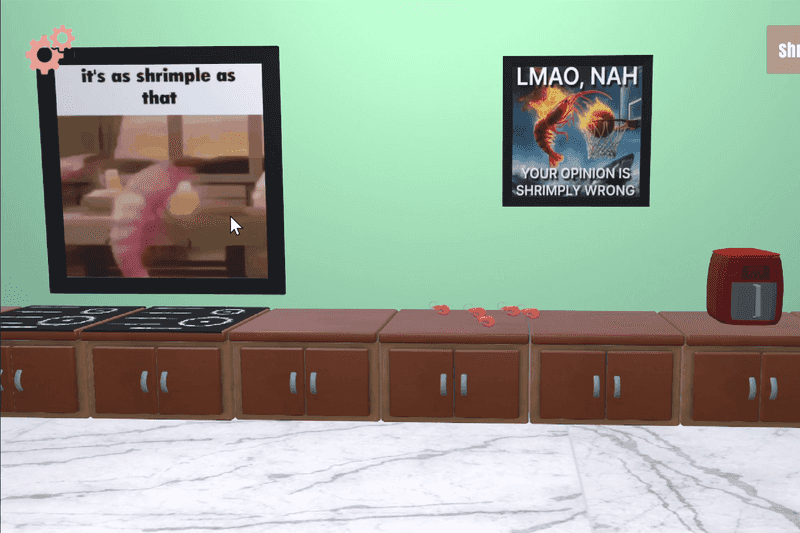 it's as shrimple as
that
LMAO, NAH
YOUR OPINION IS
SHRIMPLY WRONG